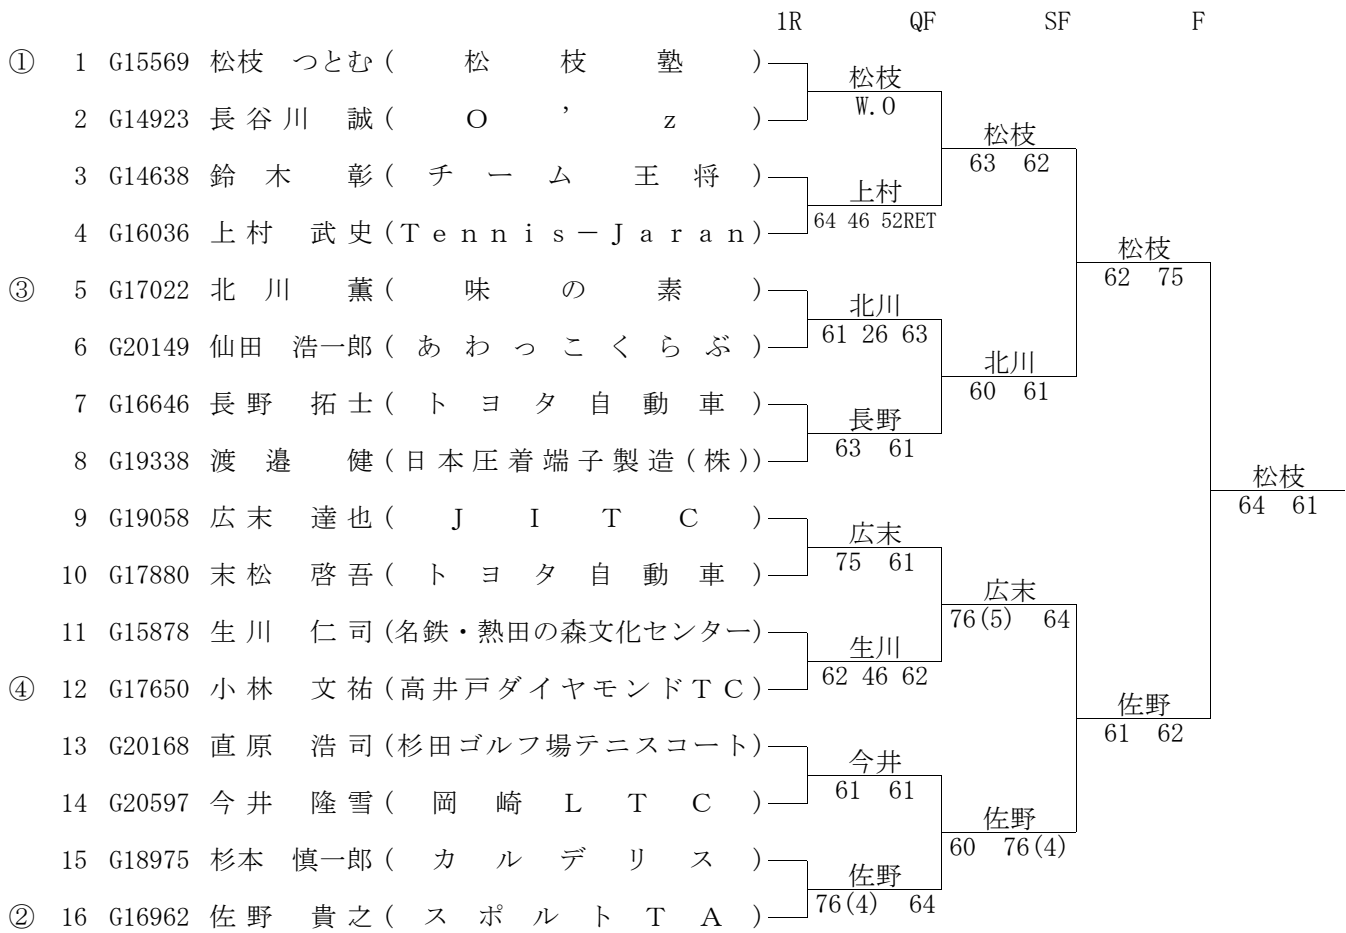 1R QF SF F
① 1 G15569 松枝 つとむ ( 松 枝 塾 )
松枝
W.O
2 G14923 長谷川 誠 ( O ’ z )
松枝
63 62
3 G14638 鈴木 彰 ( チーム 王将 )
上村
64 46 52RET
4 G16036 上村 武史 (Tennis－Jaran)
松枝
62 75
③ 5 G17022 北川 薫 ( 味の素 )
北川
61 26 63
6 G20149 仙田 浩一郎 ( あわっこくらぶ )
北川
60 61
7 G16646 長野 拓士 ( トヨタ自動車 )
長野
63 61
8 G19338 渡邉 健 (日本圧着端子製造(株))
松枝
64 61
9 G19058 広末 達也 ( JITC )
広末
75 61
10 G17880 末松 啓吾 ( トヨタ自動車 )
広末
76(5) 64
11 G15878 生川 仁司 (名鉄・熱田の森文化センター)
生川
62 46 62
④ 12 G17650 小林 文祐 (高井戸ダイヤモンドTC)
佐野
61 62
13 G20168 直原 浩司 (杉田ゴルフ場テニスコート)
今井
61 61
14 G20597 今井 隆雪 ( 岡崎LTC )
佐野
60 76(4)
15 G18975 杉本 慎一郎 ( カルデリス )
佐野
76(4) 64
② 16 G16962 佐野 貴之 ( スポルトTA )